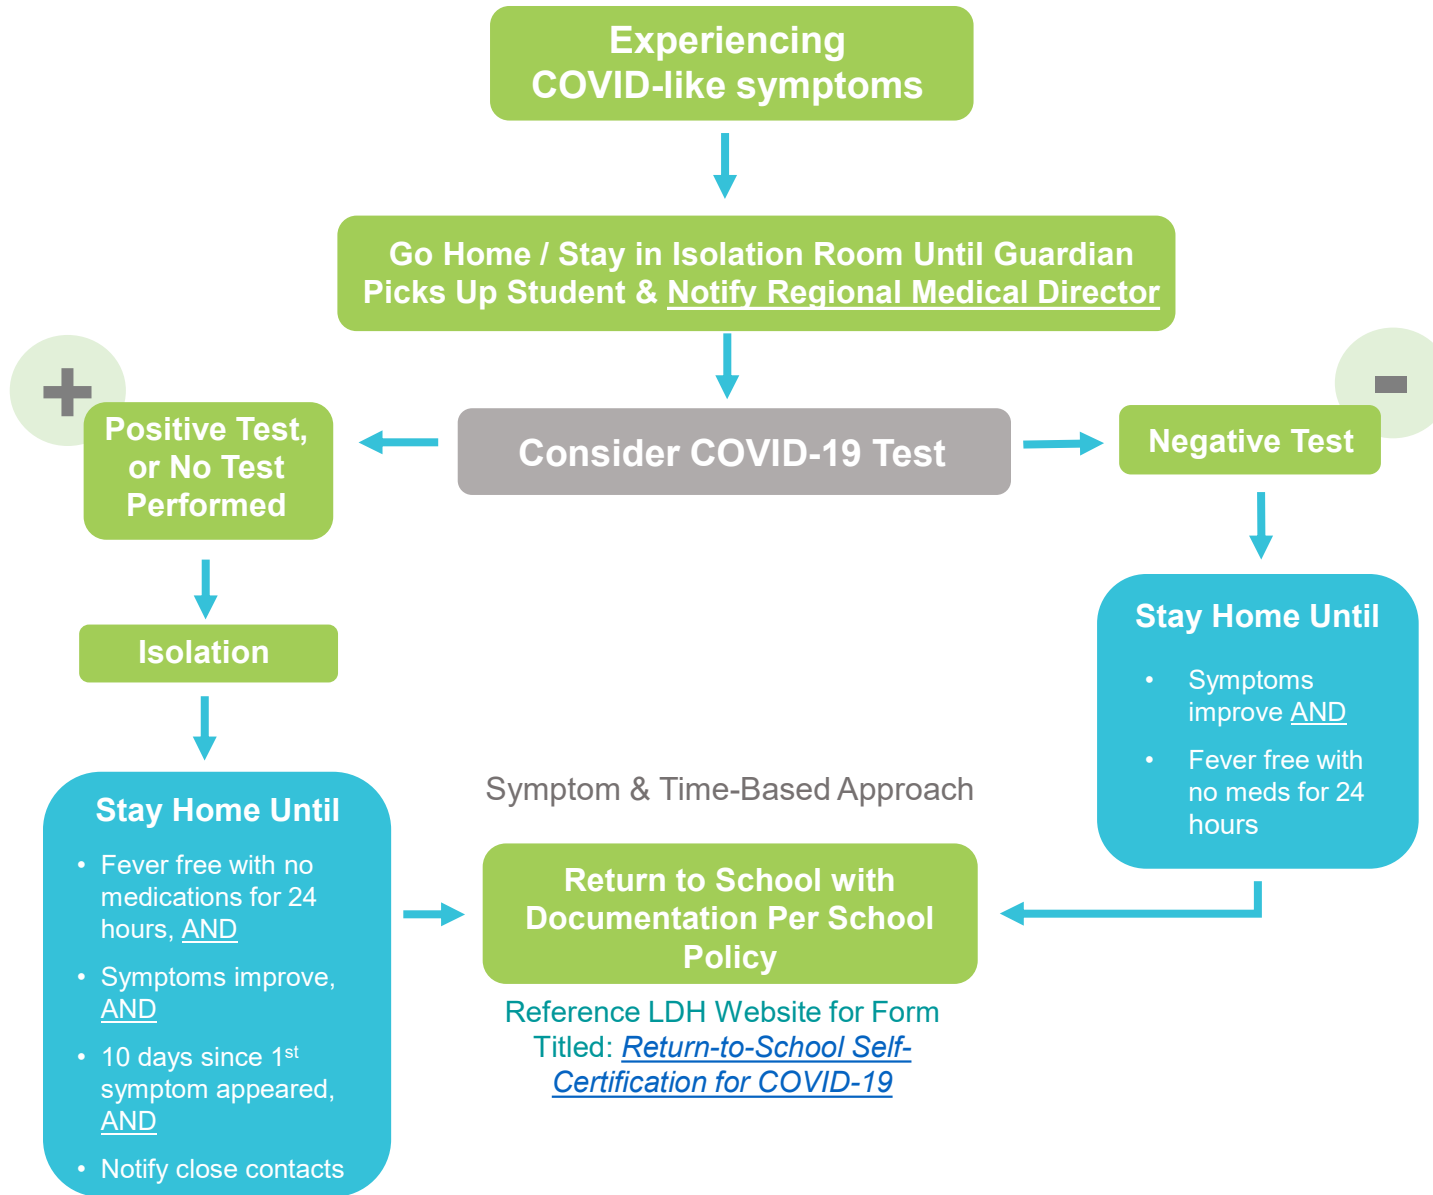 Experiencing
COVID-like symptoms
Go Home / Stay in Isolation Room Until Guardian
Picks Up Student & Notify Regional Medical Director
+
Positive Test,
or No Test
Performed
Consider COVID-19 Test
-
Negative Test
Isolation
Stay Home Until
• Fever free with no
medications for 24
hours, AND
• Symptoms improve,
AND
• 10 days since 1st
symptom appeared,
AND
• Notify close contacts
Stay Home Until
• Symptoms
improve AND
• Fever free with
no meds for 24
hours
Symptom & Time-Based Approach
Return to School with
Documentation Per School
Policy
Reference LDH Website for Form
Titled: Return-to-School Self-
Certification for COVID-19